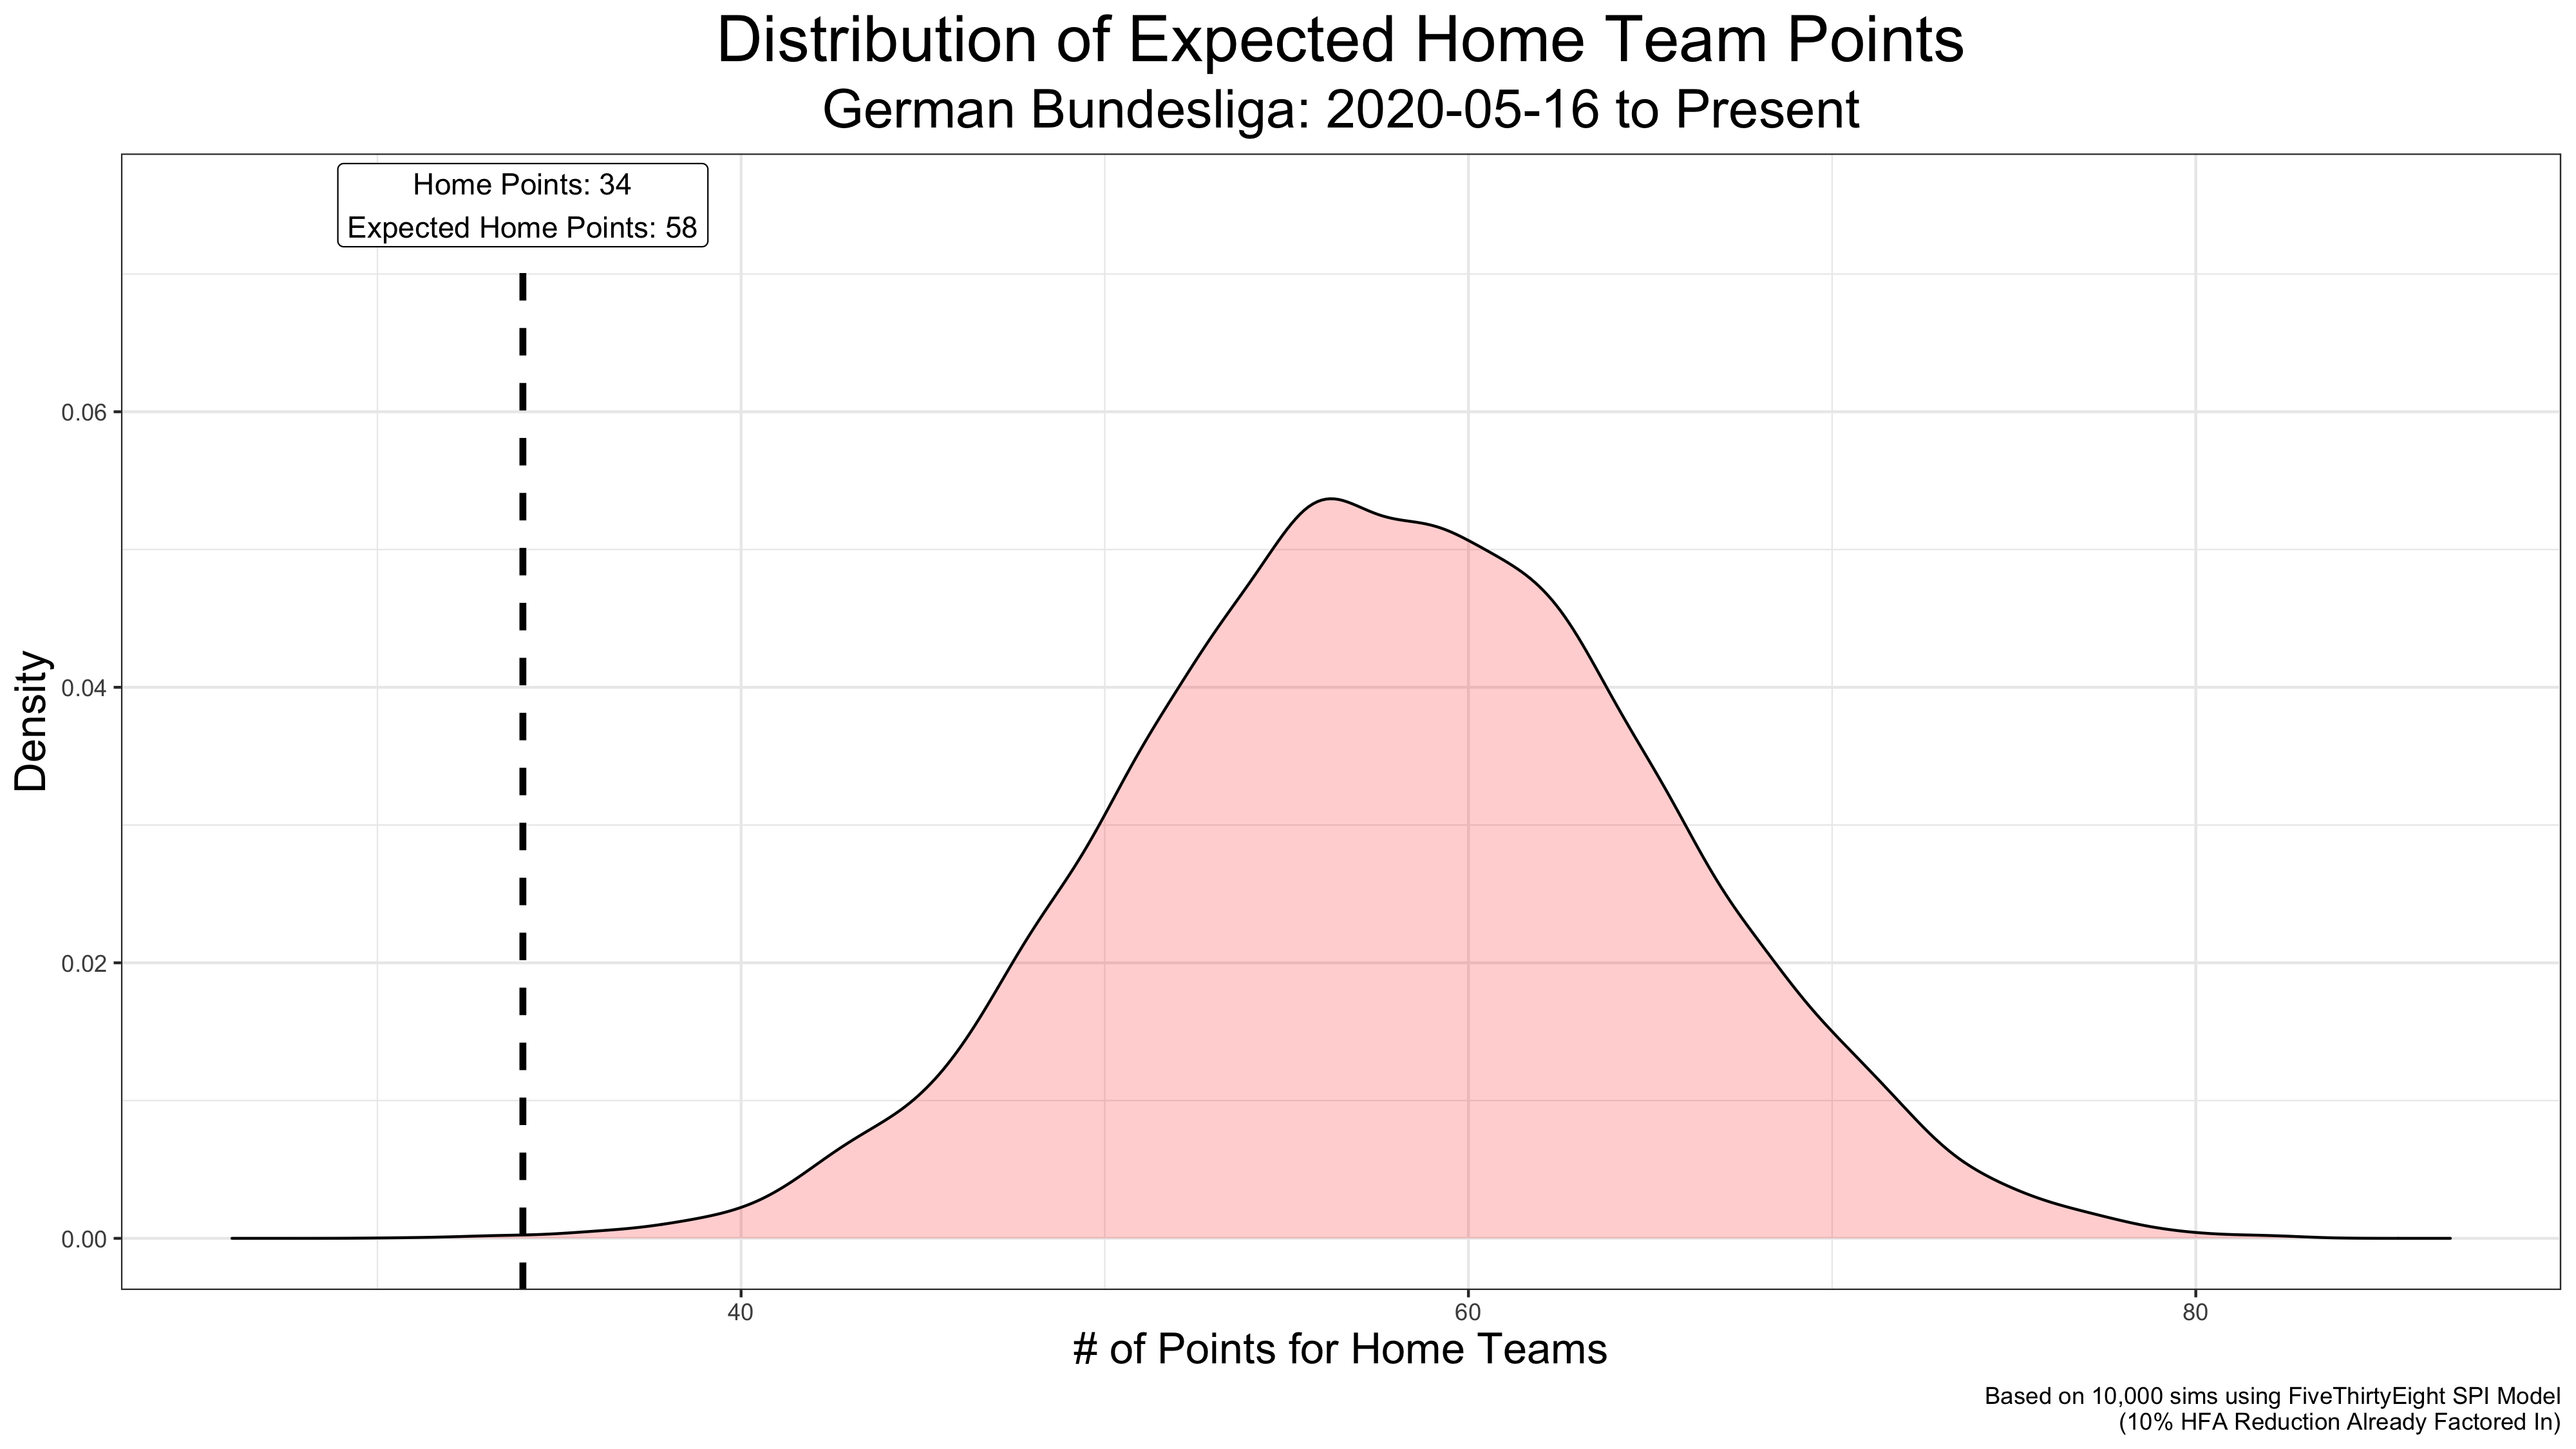 Distribution of Expected Home Team Points
German Bundesliga: 2020-05-16 to Present
Home Points: 34
Expected Home Points: 58
Density
0.06
0.04
0.02
0.00
40
60
80
# of Points for Home Teams
Based on 10,000 sims using FiveThirtyEight SPI Model
(10% HFA Reduction Already Factored In)